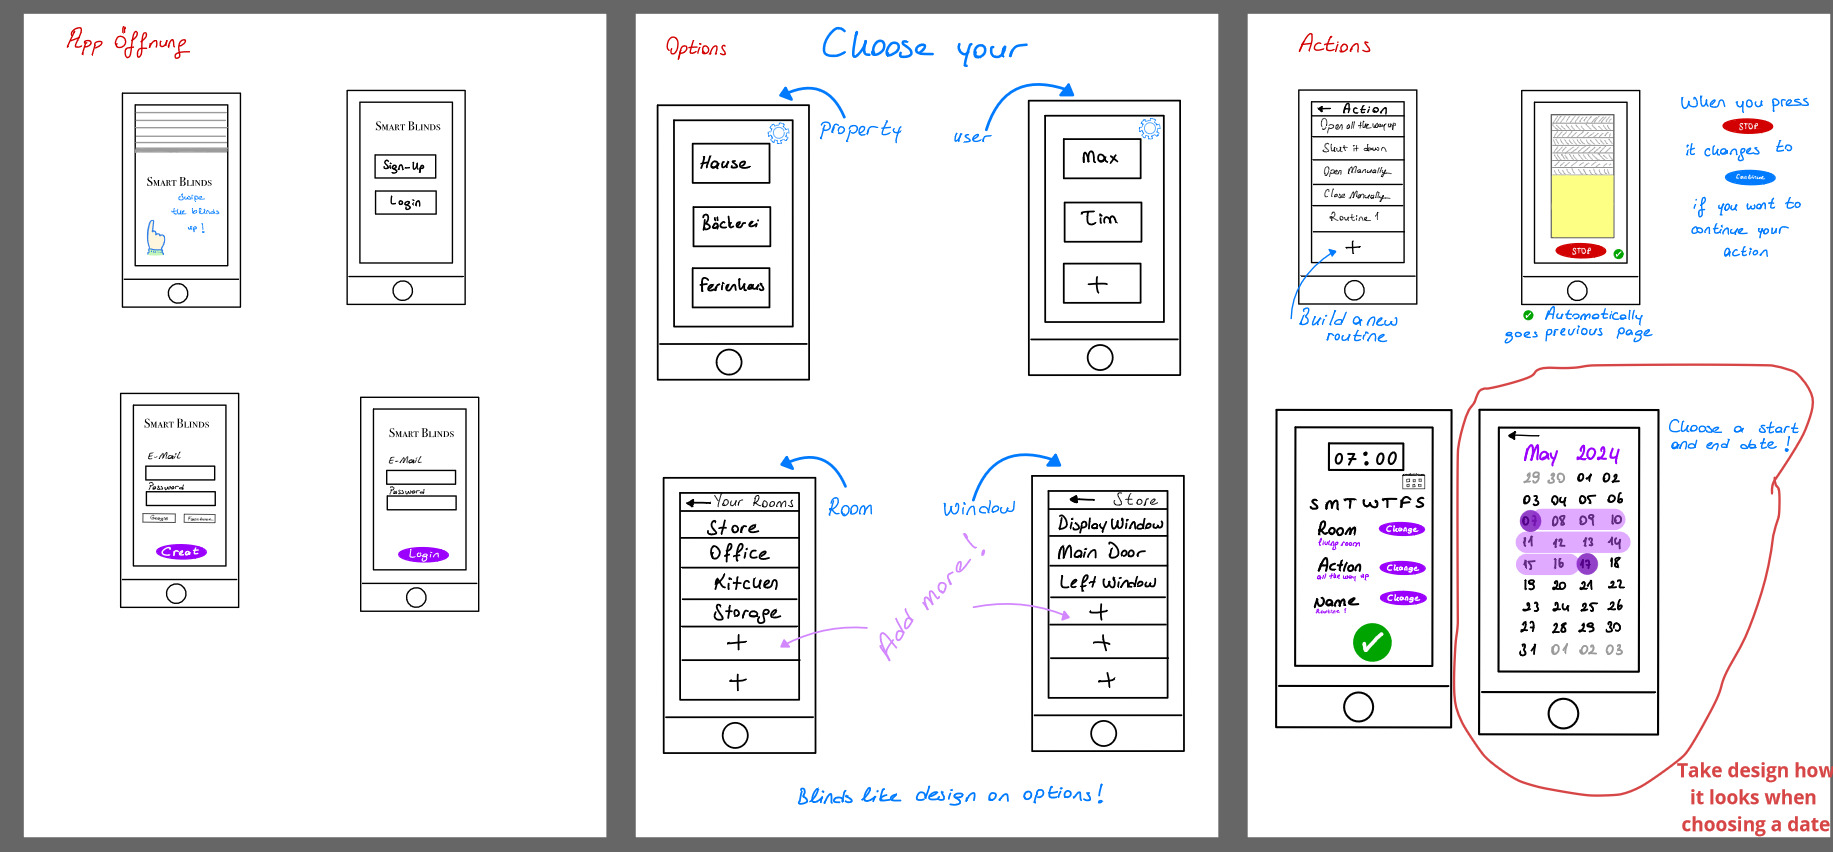 App Öffnung
SMART BLINDS
Swipe
the blinds
up!
SMART BLINDS
Sign-Up
Login
SMART BLINDS
E-Mail
Password
Google
Creat
SMART BLINDS
E-Mail
Password
Login
Options
Choose your
property
user
Hause
Bäckerei
Ferienhaus
Max
Tim
+
Room
Window
← Your Rooms
Store
Office
Kitchen
Storage
+
+
Add more!
← Store
Display Window
Main Door
Left Window
+
+
+
Blinds like design on options!
Actions
← Action
Open all the way up
Shut it down
Open Manually
Close Manually
Routine 1
+
Build a new
routine
STOP
Automatically
goes previous page
When you press
STOP
it changes to
Continue
if you want to
continue your
action
07:00
S M T W T F S
Room
living room
Change
Action
all the way up
Change
Name
Routine 1
Change
May 2024
29 30 01 02
03 04 05 06
07 08 09 10
11 12 13 14
15 16 17 18
19 20 21 22
23 24 25 26
27 28 29 30
31 01 02 03
Choose a start
and end date!
Take design how
it looks when
choosing a date